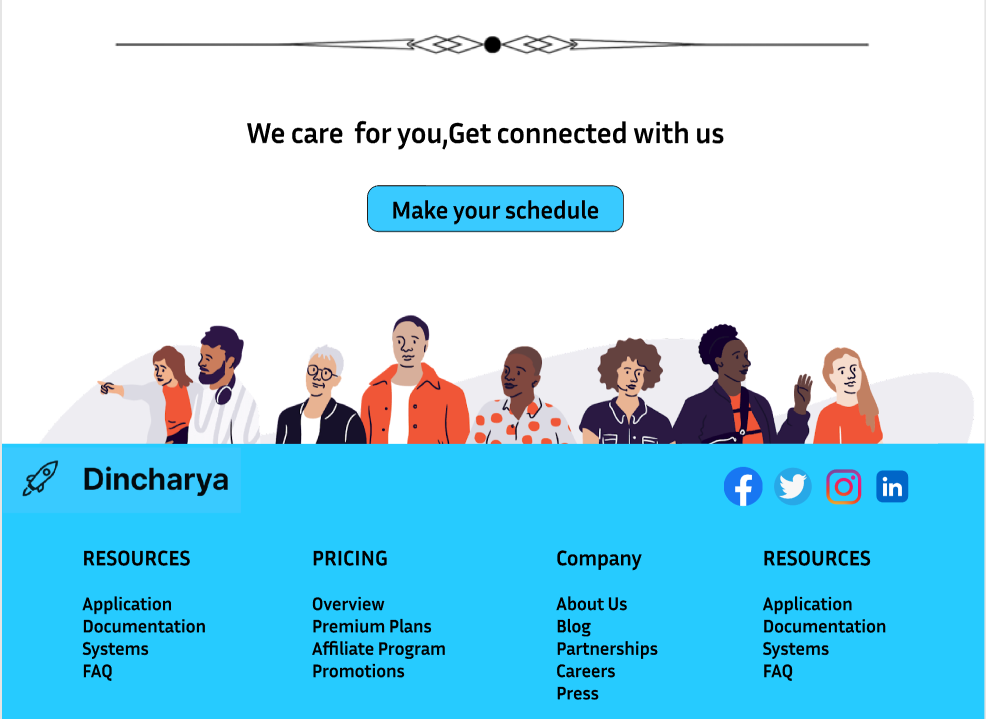 We care  for you,Get connected with us
Make your schedule
Dincharya
RESOURCES
Application
Documentation
Systems
FAQ
PRICING
Overview
Premium Plans
Affiliate Program
Promotions
Company
About Us
Blog
Partnerships
Careers
Press
RESOURCES
Application
Documentation
Systems
FAQ